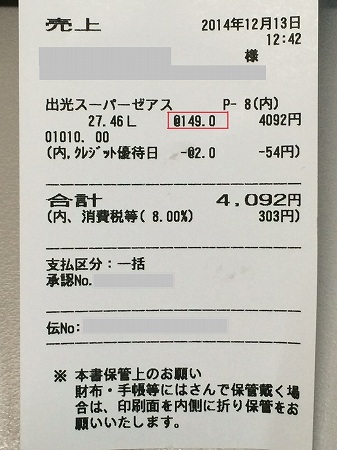 売上 2014年12月13日
12:42
様
出光スーパーゼアス P- 8(内)
27.46L @149.0 4092円
01010. 00
(内,クレジット優待日 -@2.0 -54円)
合計 4,092円
(内、消費税等( 8.00%) 303円)
支払区分：一括
承認No.
伝No:
※ 本書保管上のお願い
財布・手帳等にはさんで保管戴く場
合は、印刷面を内側に折り保管をお
願いいたします。